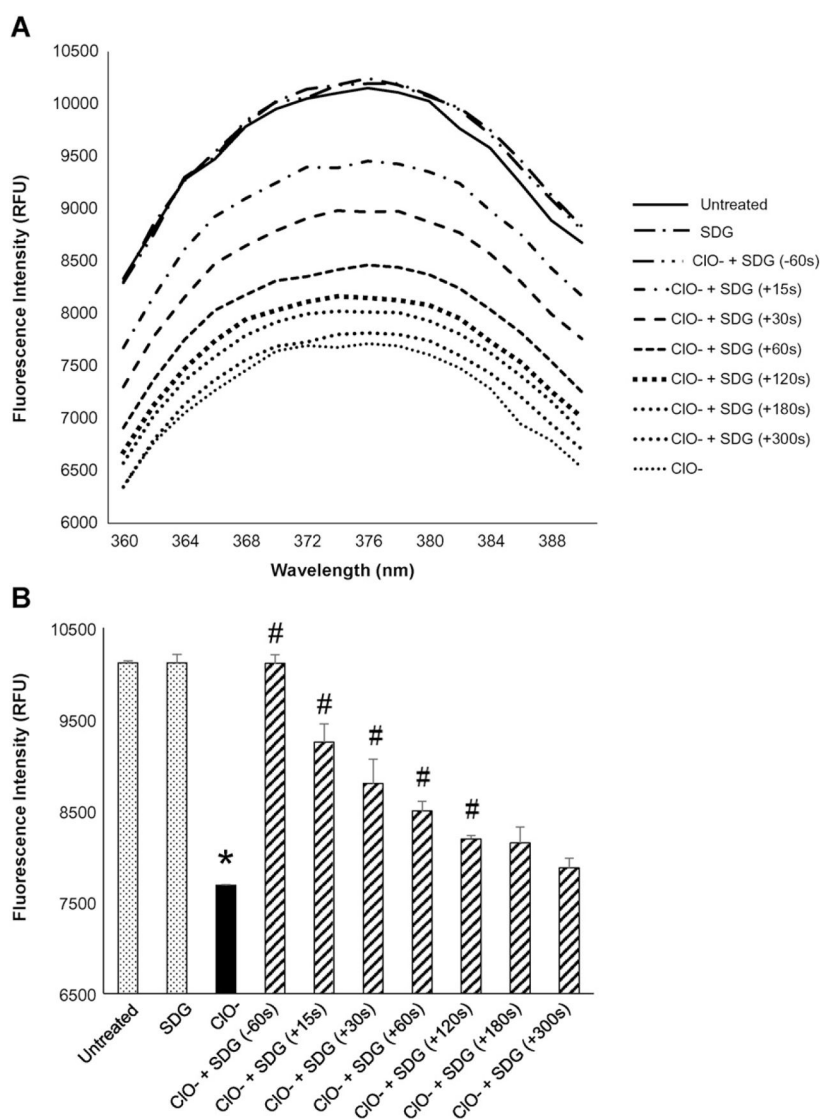 A
10500
10000
9500
9000
8500
8000
7500
7000
6500
6000
Fluorescence Intensity (RFU)
360 364 368 372 376 380 384 388
Wavelength (nm)
Untreated
SDG
ClO- + SDG (-60s)
ClO- + SDG (+15s)
ClO- + SDG (+30s)
ClO- + SDG (+60s)
ClO- + SDG (+120s)
ClO- + SDG (+180s)
ClO- + SDG (+300s)
ClO-
B
10500
9500
8500
7500
6500
Fluorescence Intensity (RFU)
*
#
#
#
#
#
Untreated
SDG
ClO-
ClO- + SDG (-60s)
ClO- + SDG (+15s)
ClO- + SDG (+30s)
ClO- + SDG (+60s)
ClO- + SDG (+120s)
ClO- + SDG (+180s)
ClO- + SDG (+300s)